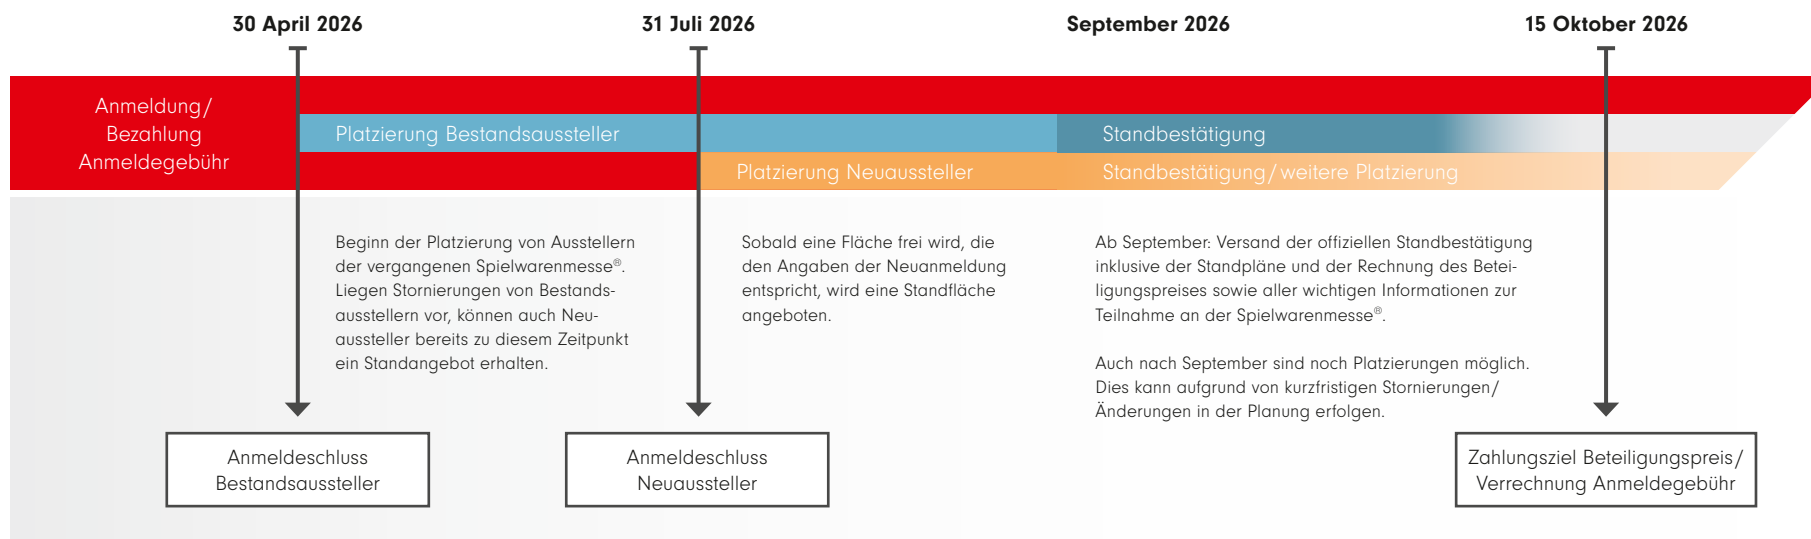 30 April 2026
31 Juli 2026
September 2026
15 Oktober 2026
Anmeldung/
Bezahlung
Anmeldegebühr
Platzierung Bestandsaussteller
Standbestätigung
Platzierung Neuaussteller
Standbestätigung/weitere Platzierung
Beginn der Platzierung von Ausstellern
der vergangenen Spielwarenmesse®.
Liegen Stornierungen von Bestands-
ausstellern vor, können auch Neu-
aussteller bereits zu diesem Zeitpunkt
ein Standangebot erhalten.
Sobald eine Fläche frei wird, die
den Angaben der Neuanmeldung
entspricht, wird eine Standfläche
angeboten.
Ab September: Versand der offiziellen Standbestätigung
inklusive der Standpläne und der Rechnung des Betei-
ligungspreises sowie aller wichtigen Informationen zur
Teilnahme an der Spielwarenmesse®.
Auch nach September sind noch Platzierungen möglich.
Dies kann aufgrund von kurzfristigen Stornierungen/
Änderungen in der Planung erfolgen.
Anmeldeschluss
Bestandsaussteller
Anmeldeschluss
Neuaussteller
Zahlungsziel Beteiligungspreis/
Verrechnung Anmeldegebühr